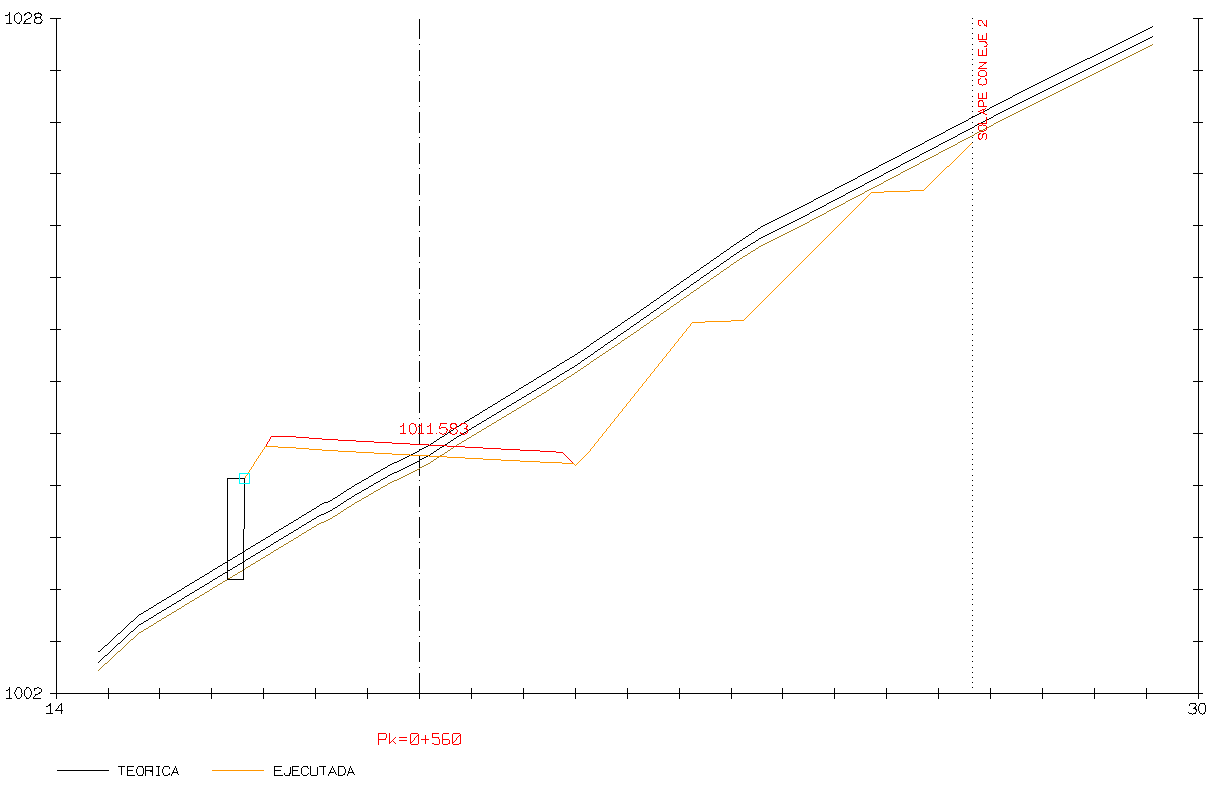 1028
SOLAPE CON EJE 2
1011.583
1002
14
30
Pk=0+560
TEORICA
EJECUTADA